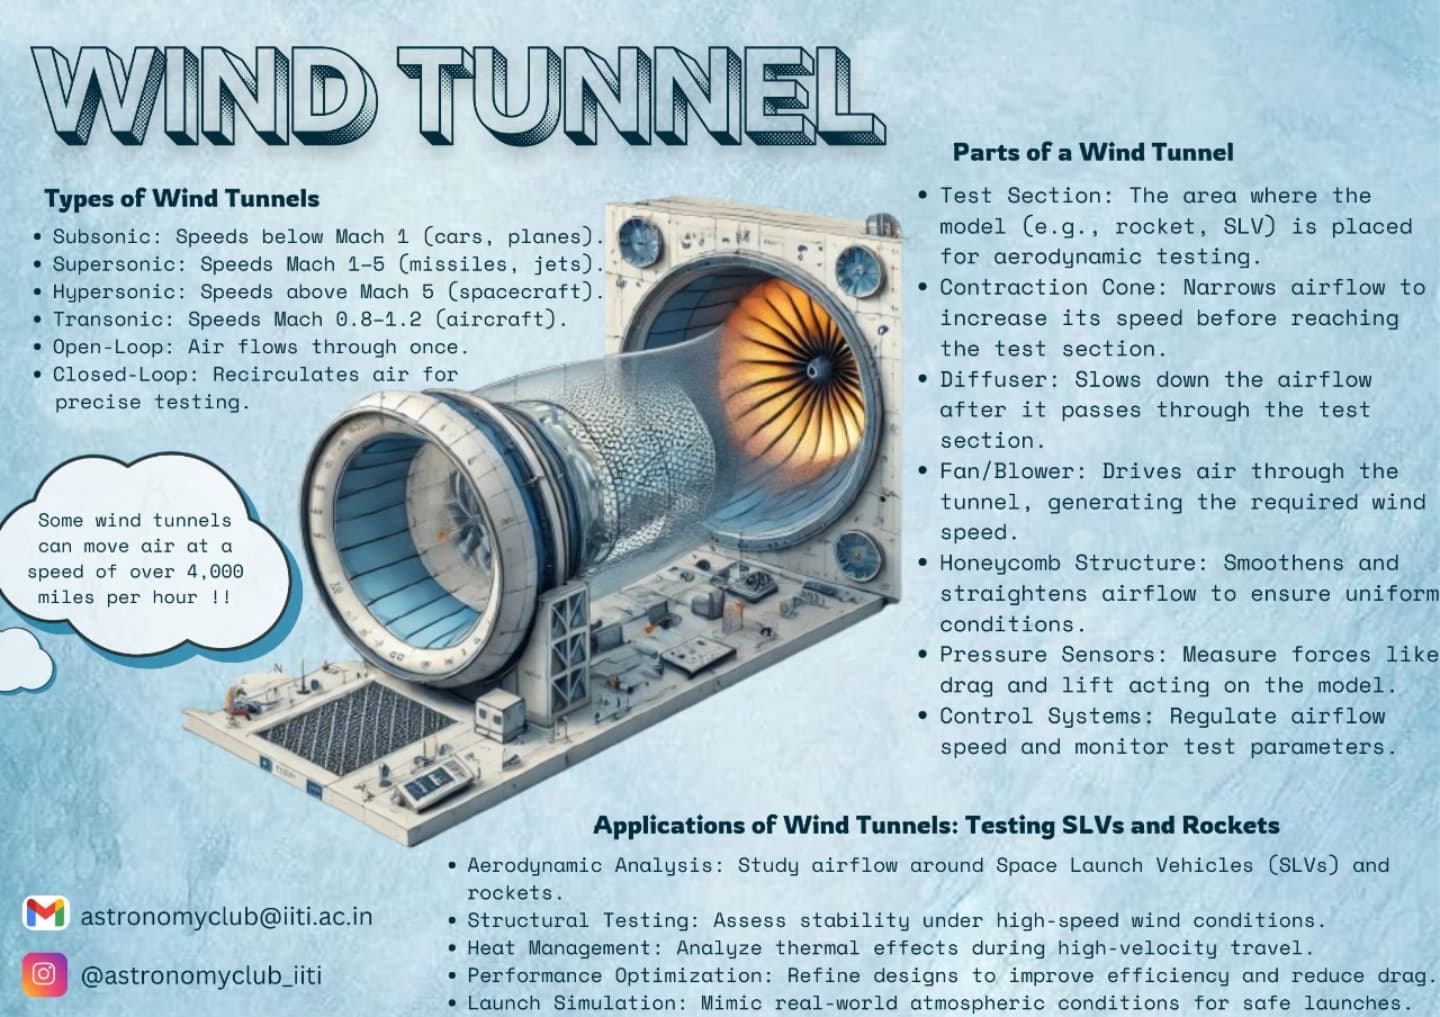 WIND TUNNEL
Types of Wind Tunnels
• Subsonic: Speeds below Mach 1 (cars, planes).
• Supersonic: Speeds Mach 1–5 (missiles, jets).
• Hypersonic: Speeds above Mach 5 (spacecraft).
• Transonic: Speeds Mach 0.8–1.2 (aircraft).
• Open-Loop: Air flows through once.
• Closed-Loop: Recirculates air for
precise testing.
Some wind tunnels
can move air at a
speed of over 4,000
miles per hour !!
Parts of a Wind Tunnel
• Test Section: The area where the
model (e.g., rocket, SLV) is placed
for aerodynamic testing.
• Contraction Cone: Narrows airflow to
increase its speed before reaching
the test section.
• Diffuser: Slows down the airflow
after it passes through the test
section.
• Fan/Blower: Drives air through the
tunnel, generating the required wind
speed.
• Honeycomb Structure: Smoothens and
straightens airflow to ensure uniform
conditions.
• Pressure Sensors: Measure forces like
drag and lift acting on the model.
• Control Systems: Regulate airflow
speed and monitor test parameters.
Applications of Wind Tunnels: Testing SLVs and Rockets
• Aerodynamic Analysis: Study airflow around Space Launch Vehicles (SLVs) and
rockets.
• Structural Testing: Assess stability under high-speed wind conditions.
• Heat Management: Analyze thermal effects during high-velocity travel.
• Performance Optimization: Refine designs to improve efficiency and reduce drag.
• Launch Simulation: Mimic real-world atmospheric conditions for safe launches.
astronomyclub@iiti.ac.in
@astronomyclub_iiti